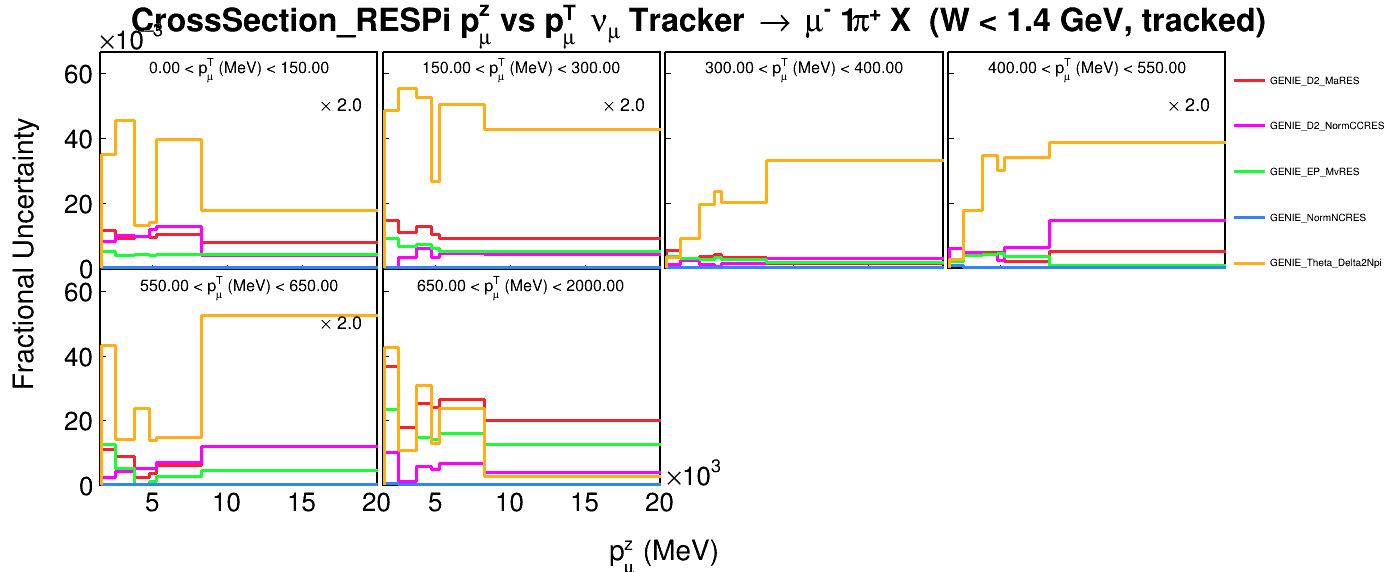 CrossSection_RESPi p^z_μ vs p^T_μ ν_μ Tracker → μ^- 1π^+ X (W < 1.4 GeV, tracked)
×10^-3
0.00 < p^T_μ (MeV) < 150.00
150.00 < p^T_μ (MeV) < 300.00
300.00 < p^T_μ (MeV) < 400.00
400.00 < p^T_μ (MeV) < 550.00
× 2.0
× 2.0
× 2.0
60
40
20
0
GENIE_D2_MaRES
GENIE_D2_NormCCRES
GENIE_EP_MvRES
GENIE_NormNCRES
GENIE_Theta_Delta2Npi
Fractional Uncertainty
550.00 < p^T_μ (MeV) < 650.00
650.00 < p^T_μ (MeV) < 2000.00
× 2.0
60
40
20
0
×10^3
5 10 15 20
5 10 15 20
p^z_μ (MeV)